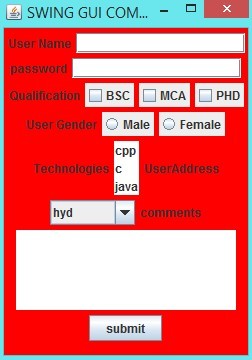 SWING GUI COM...
User Name
password
Qualification BSC MCA PHD
User Gender Male Female
Technologies cpp c java UserAddress
hyd comments
submit